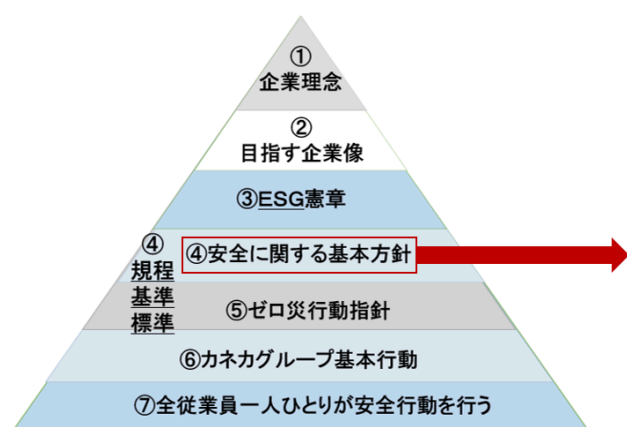 ①
企業理念
②
目指す企業像
③ESG憲章
④
規程
基準
標準
④安全に関する基本方針
⑤ゼロ災行動指針
⑥カネカグループ基本行動
⑦全従業員一人ひとりが安全行動を行う